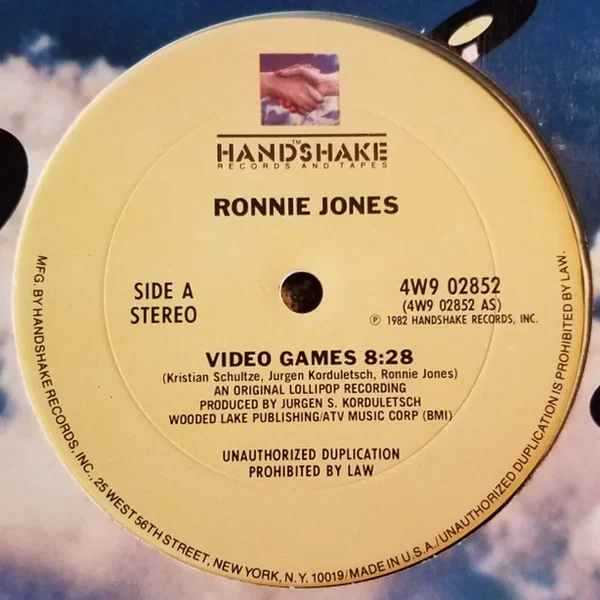 HANDSHAKE
TM
RECORDS AND TAPES
RONNIE JONES
SIDE A
STEREO
4W9 02852
(4W9 02852 AS)
℗ 1982 HANDSHAKE RECORDS, INC.
VIDEO GAMES 8:28
(Kristian Schultze, Jurgen Korduletsch, Ronnie Jones)
AN ORIGINAL LOLLIPOP RECORDING
PRODUCED BY JURGEN S. KORDULETSCH
WOODED LAKE PUBLISHING/ATV MUSIC CORP (BMI)
UNAUTHORIZED DUPLICATION
PROHIBITED BY LAW
MFG. BY HANDSHAKE RECORDS, INC., 25 WEST 56TH STREET, NEW YORK, N.Y. 10019/MADE IN U.S.A./UNAUTHORIZED DUPLICATION IS PROHIBITED BY LAW.